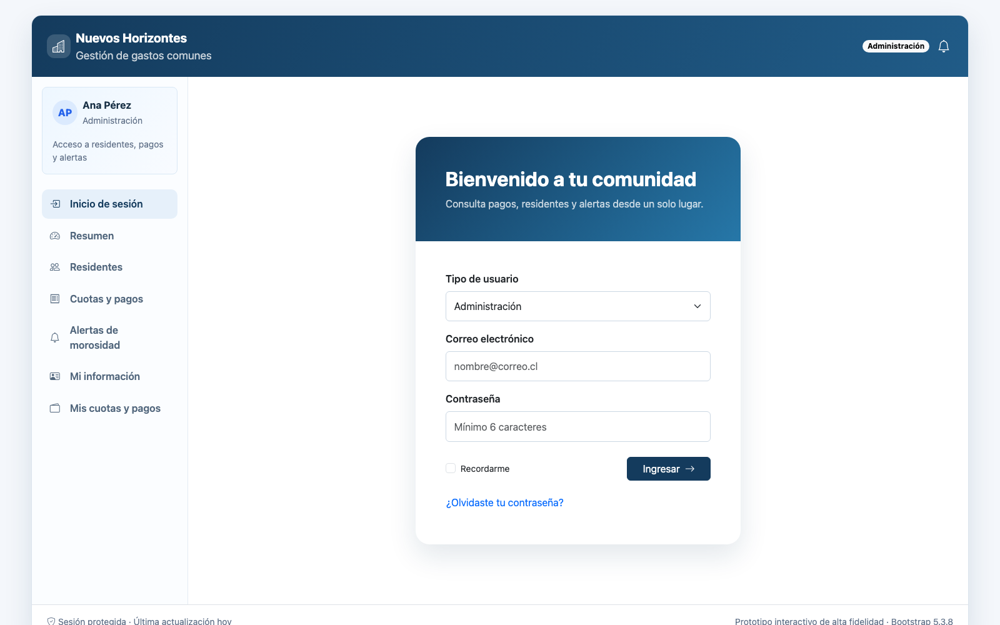 Nuevos Horizontes
Gestión de gastos comunes
Administración
AP
Ana Pérez
Administración
Acceso a residentes, pagos
y alertas
Inicio de sesión
Resumen
Residentes
Cuotas y pagos
Alertas de
morosidad
Mi información
Mis cuotas y pagos
Bienvenido a tu comunidad
Consulta pagos, residentes y alertas desde un solo lugar.
Tipo de usuario
Administración
Correo electrónico
nombre@correo.cl
Contraseña
Mínimo 6 caracteres
Recordarme
Ingresar →
¿Olvidaste tu contraseña?
Sesión protegida · Última actualización hoy
Prototipo interactivo de alta fidelidad · Bootstrap 5.3.8